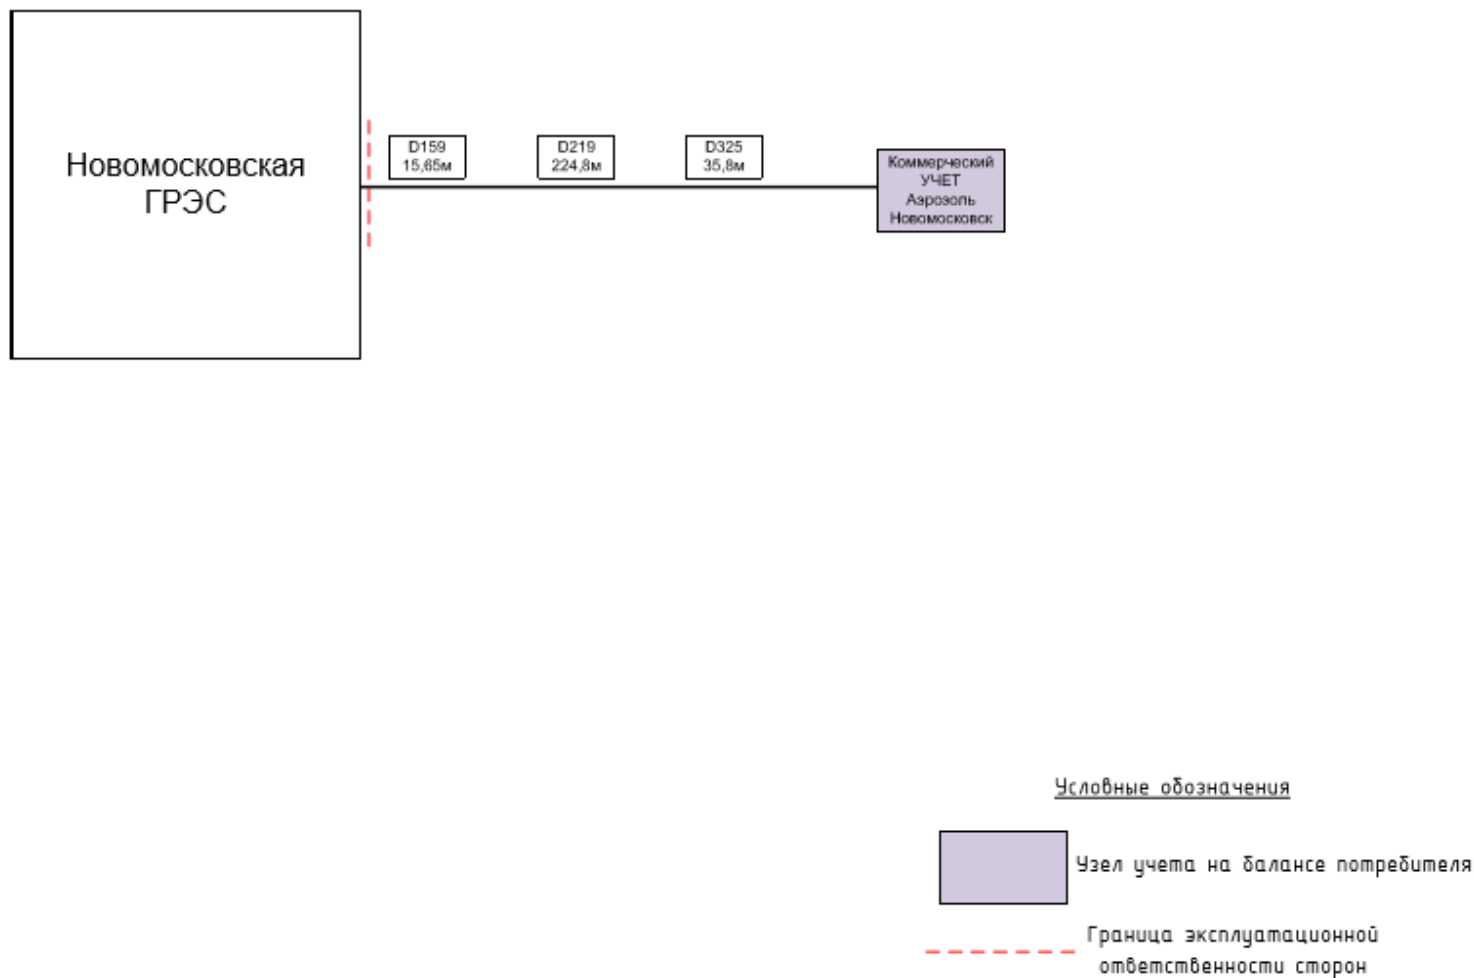 Новомосковская
ГРЭС
D159
15,65м
D219
224,8м
D325
35,8м
Коммерческий
УЧЕТ
Аэрозоль
Новомосковск
Условные обозначения
Узел учета на балансе потребителя
Граница эксплуатационной
ответственности сторон